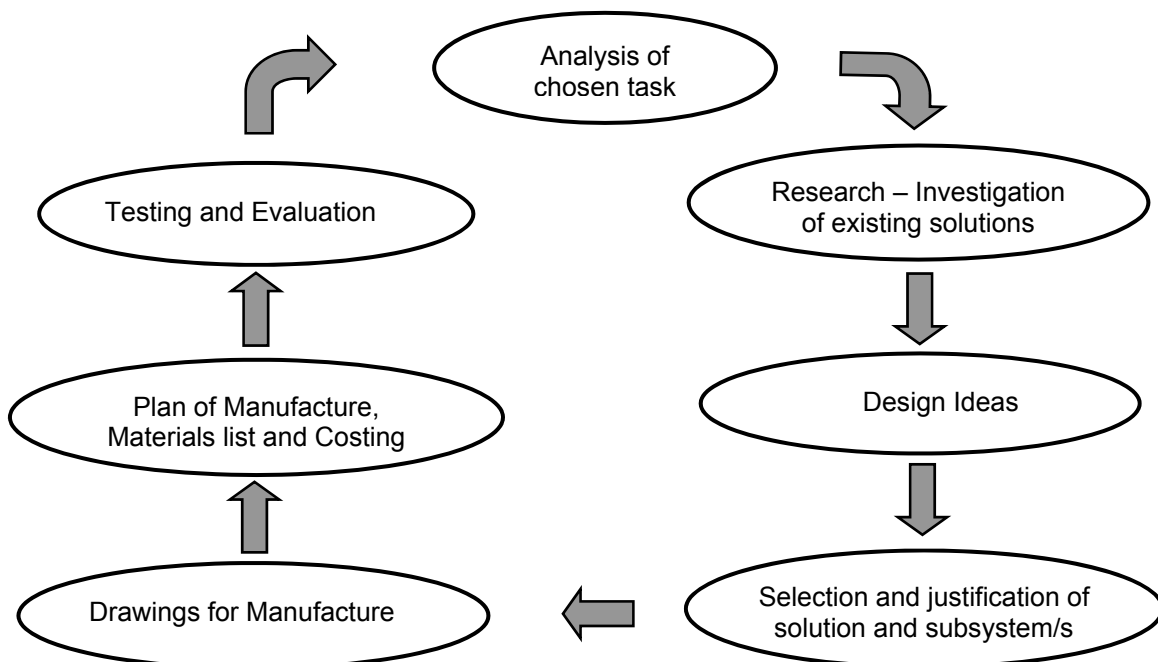 Analysis of
chosen task
Research – Investigation
of existing solutions
Design Ideas
Selection and justification of
solution and subsystem/s
Drawings for Manufacture
Plan of Manufacture,
Materials list and Costing
Testing and Evaluation